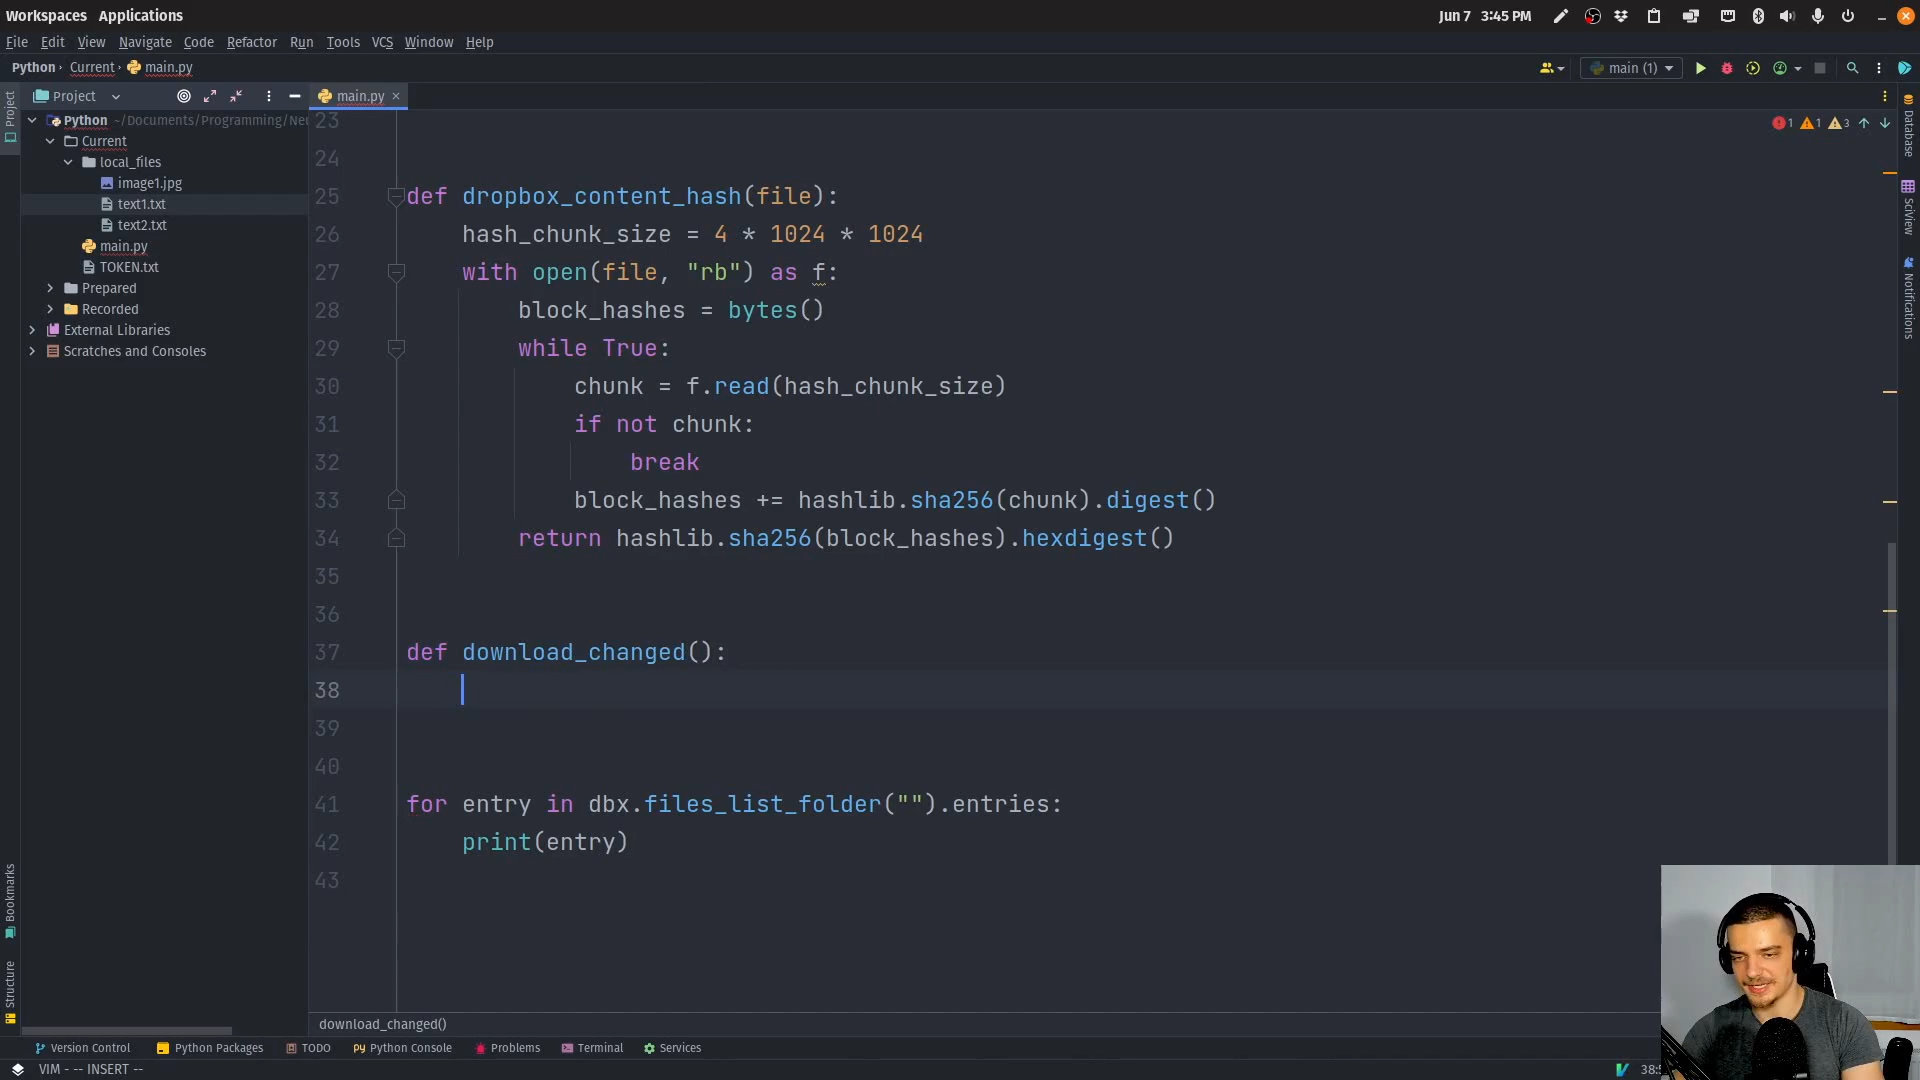 Workspaces Applications
Jun 7 3:45 PM
File Edit View Navigate Code Refactor Run Tools VCS Window Help
Python Current main.py
main (1)
Project
main.py
1 1 3
Project
Python ~/Documents/Programming/Neu
Current
local_files
image1.jpg
text1.txt
text2.txt
main.py
TOKEN.txt
Prepared
Recorded
External Libraries
Scratches and Consoles
Database
SciView
Notifications
23
24
25 def dropbox_content_hash(file):
26 hash_chunk_size = 4 * 1024 * 1024
27 with open(file, "rb") as f:
28 block_hashes = bytes()
29 while True:
30 chunk = f.read(hash_chunk_size)
31 if not chunk:
32 break
33 block_hashes += hashlib.sha256(chunk).digest()
34 return hashlib.sha256(block_hashes).hexdigest()
35
36
37 def download_changed():
38
39
40
41 for entry in dbx.files_list_folder("").entries:
42 print(entry)
43
Bookmarks
Structure
download_changed()
Version Control Python Packages TODO Python Console Problems Terminal Services
VIM - -- INSERT --